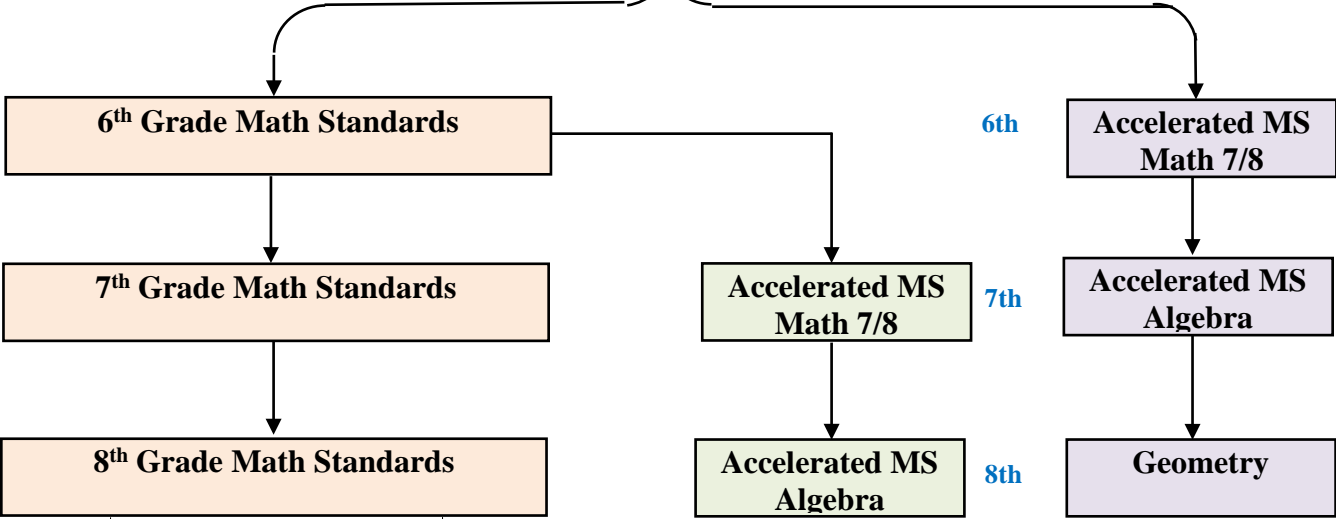 6th Grade Math Standards
6th
Accelerated MS
Math 7/8
7th Grade Math Standards
Accelerated MS
Math 7/8
7th
Accelerated MS
Algebra
8th Grade Math Standards
Accelerated MS
Algebra
8th
Geometry